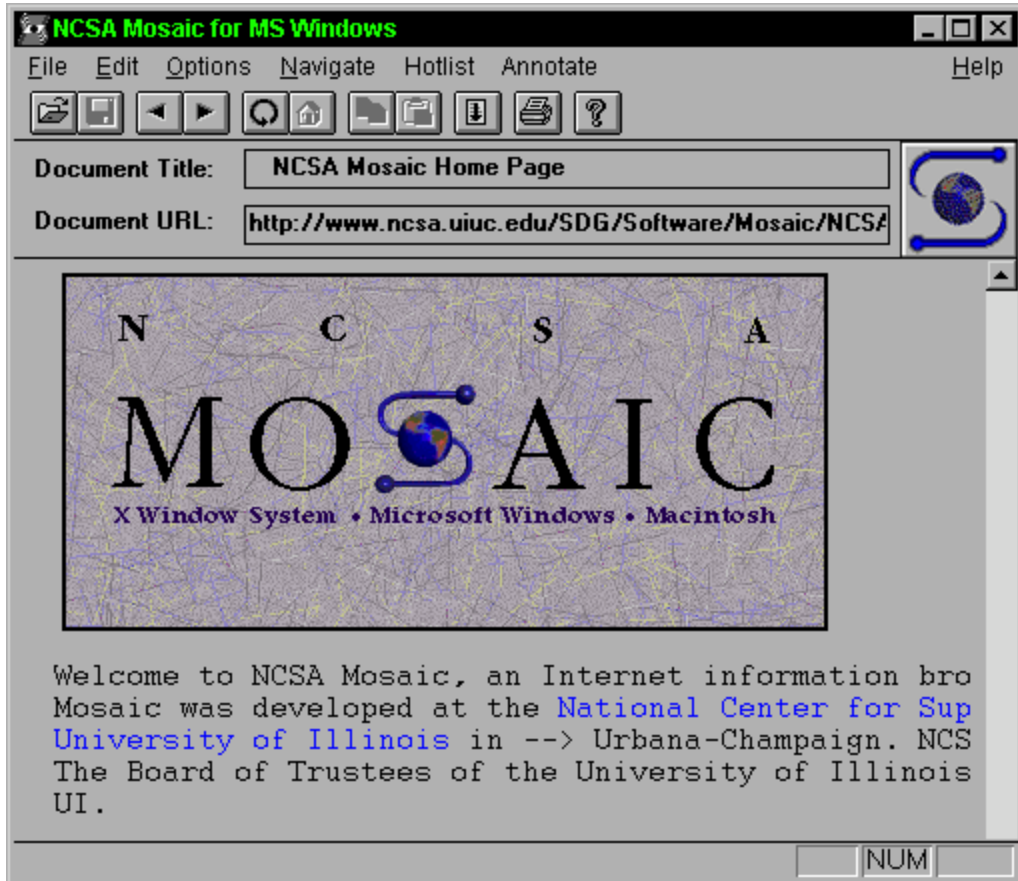 NCSA Mosaic for MS Windows
File Edit Options Navigate Hotlist Annotate Help
Document Title: NCSA Mosaic Home Page
Document URL: http://www.ncsa.uiuc.edu/SDG/Software/Mosaic/NCSA
N C S A
MOSAIC
X Window System • Microsoft Windows • Macintosh
Welcome to NCSA Mosaic, an Internet information bro
Mosaic was developed at the National Center for Sup
University of Illinois in --> Urbana-Champaign. NCS
The Board of Trustees of the University of Illinois
UI.
NUM